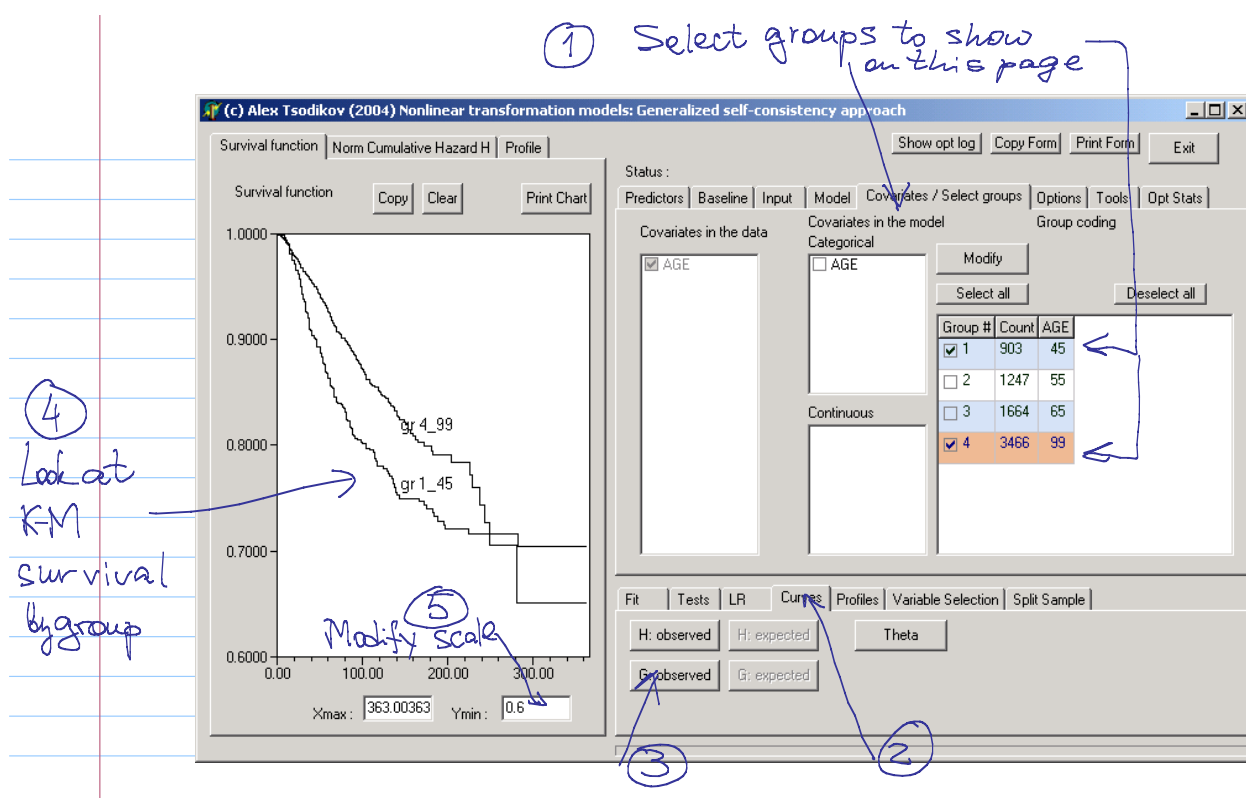 ① Select groups to show
on this page
(c) Alex Tsodikov (2004) Nonlinear transformation models: Generalized self-consistency approach
Survival function Norm Cumulative Hazard H Profile
Show opt log Copy Form Print Form Exit
Status :
Survival function Copy Clear Print Chart
Predictors Baseline Input Model Covariates / Select groups Options Tools Opt Stats
Covariates in the data
AGE
Covariates in the model
Categorical
AGE
Continuous
Group coding
Modify
Select all Deselect all
Group # Count AGE
1 903 45
2 1247 55
3 1664 65
4 3466 99
1.0000
0.9000
0.8000
0.7000
0.6000
gr 4_99
gr 1_45
0.00 100.00 200.00 300.00
Xmax : 363.00363 Ymin : 0.6
④
Look at
K-M
survival
by group
⑤
Modify scale
Fit Tests LR Curves Profiles Variable Selection Split Sample
H: observed H: expected Theta
G: observed G: expected
③ ②